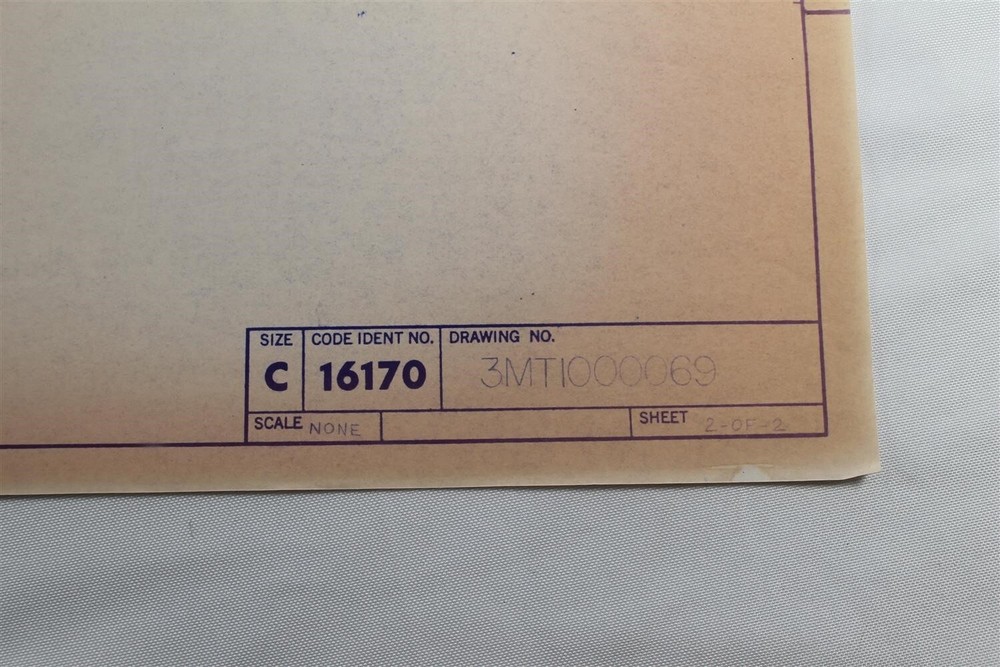 SIZE CODE IDENT NO. DRAWING NO.
C 16170 3MT1000069
SCALE NONE SHEET 2-OF-2